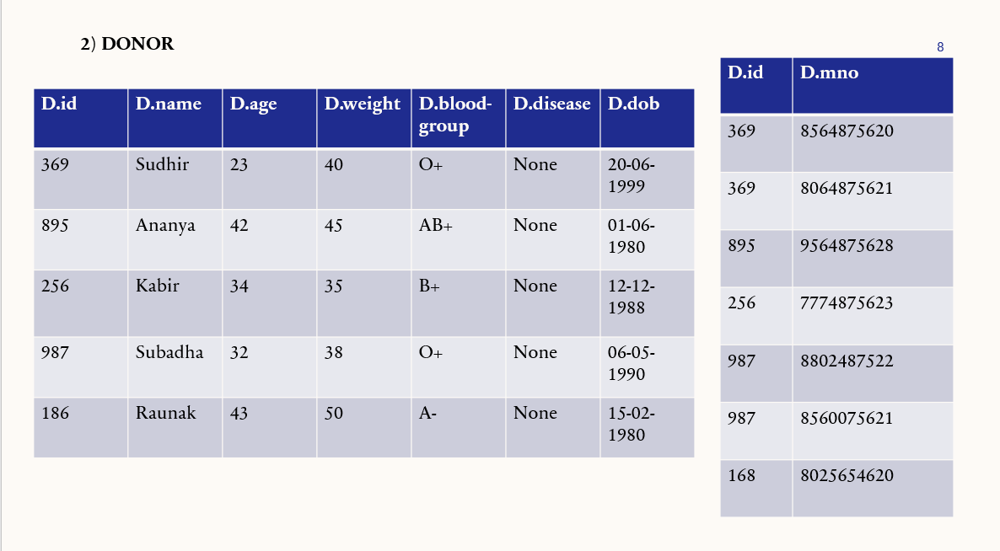 2) DONOR
8
D.id D.name D.age D.weight D.blood- D.disease D.dob
group
369 Sudhir 23 40 O+ None 20-06-
1999
895 Ananya 42 45 AB+ None 01-06-
1980
256 Kabir 34 35 B+ None 12-12-
1988
987 Subadha 32 38 O+ None 06-05-
1990
186 Raunak 43 50 A- None 15-02-
1980
D.id D.mno
369 8564875620
369 8064875621
895 9564875628
256 7774875623
987 8802487522
987 8560075621
168 8025654620